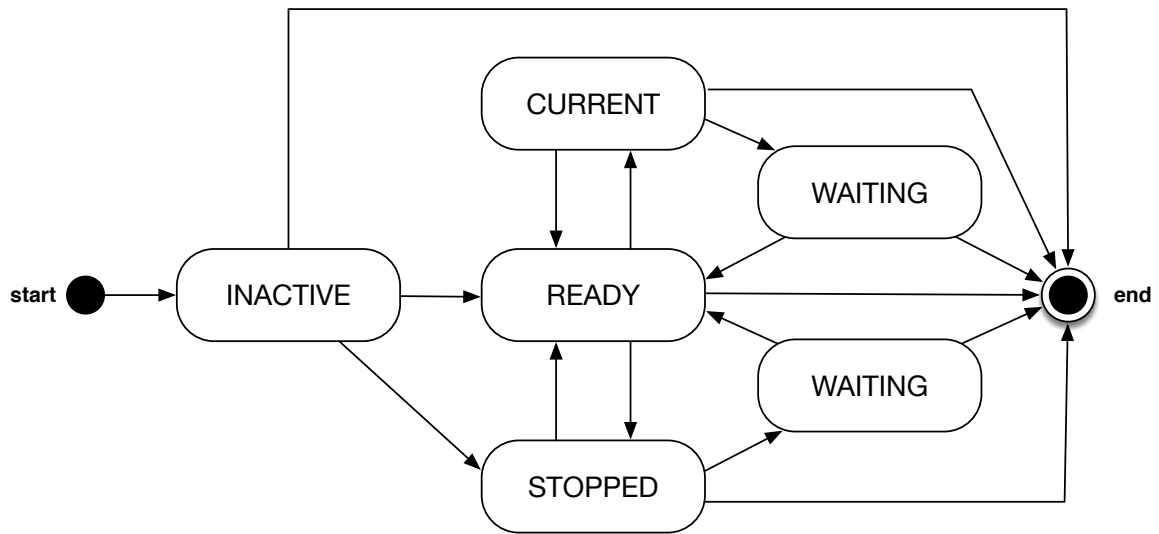 CURRENT
WAITING
start
INACTIVE
READY
end
WAITING
STOPPED